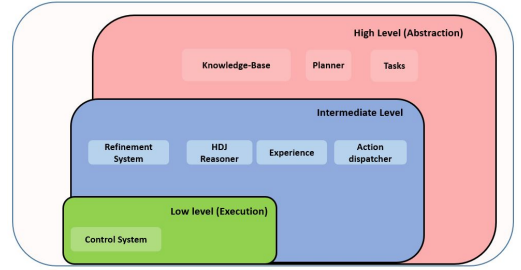 High Level (Abstraction)
Knowledge-Base
Planner
Tasks
Intermediate Level
Refinement
System
HDJ
Reasoner
Experience
Action
dispatcher
Low level (Execution)
Control System